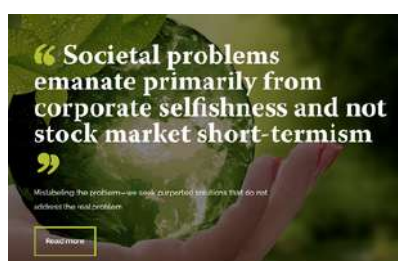 “ Societal problems
emanate primarily from
corporate selfishness and not
stock market short-termism
”
Mislabeling the problem—we seek purported solutions that do not
address the real problem
Read more